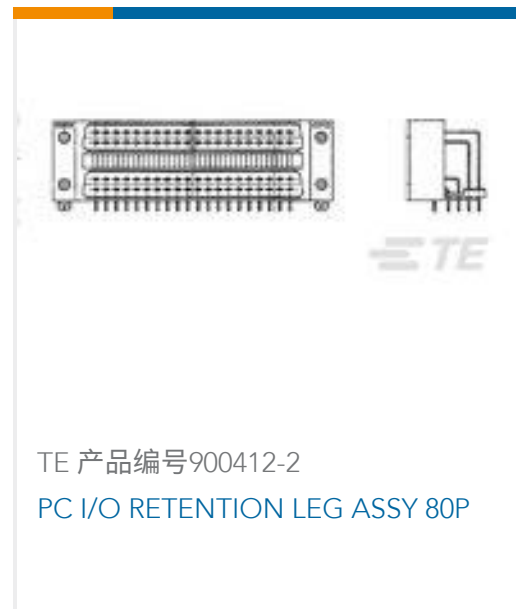 TE
TE 产品编号900412-2
PC I/O RETENTION LEG ASSY 80P